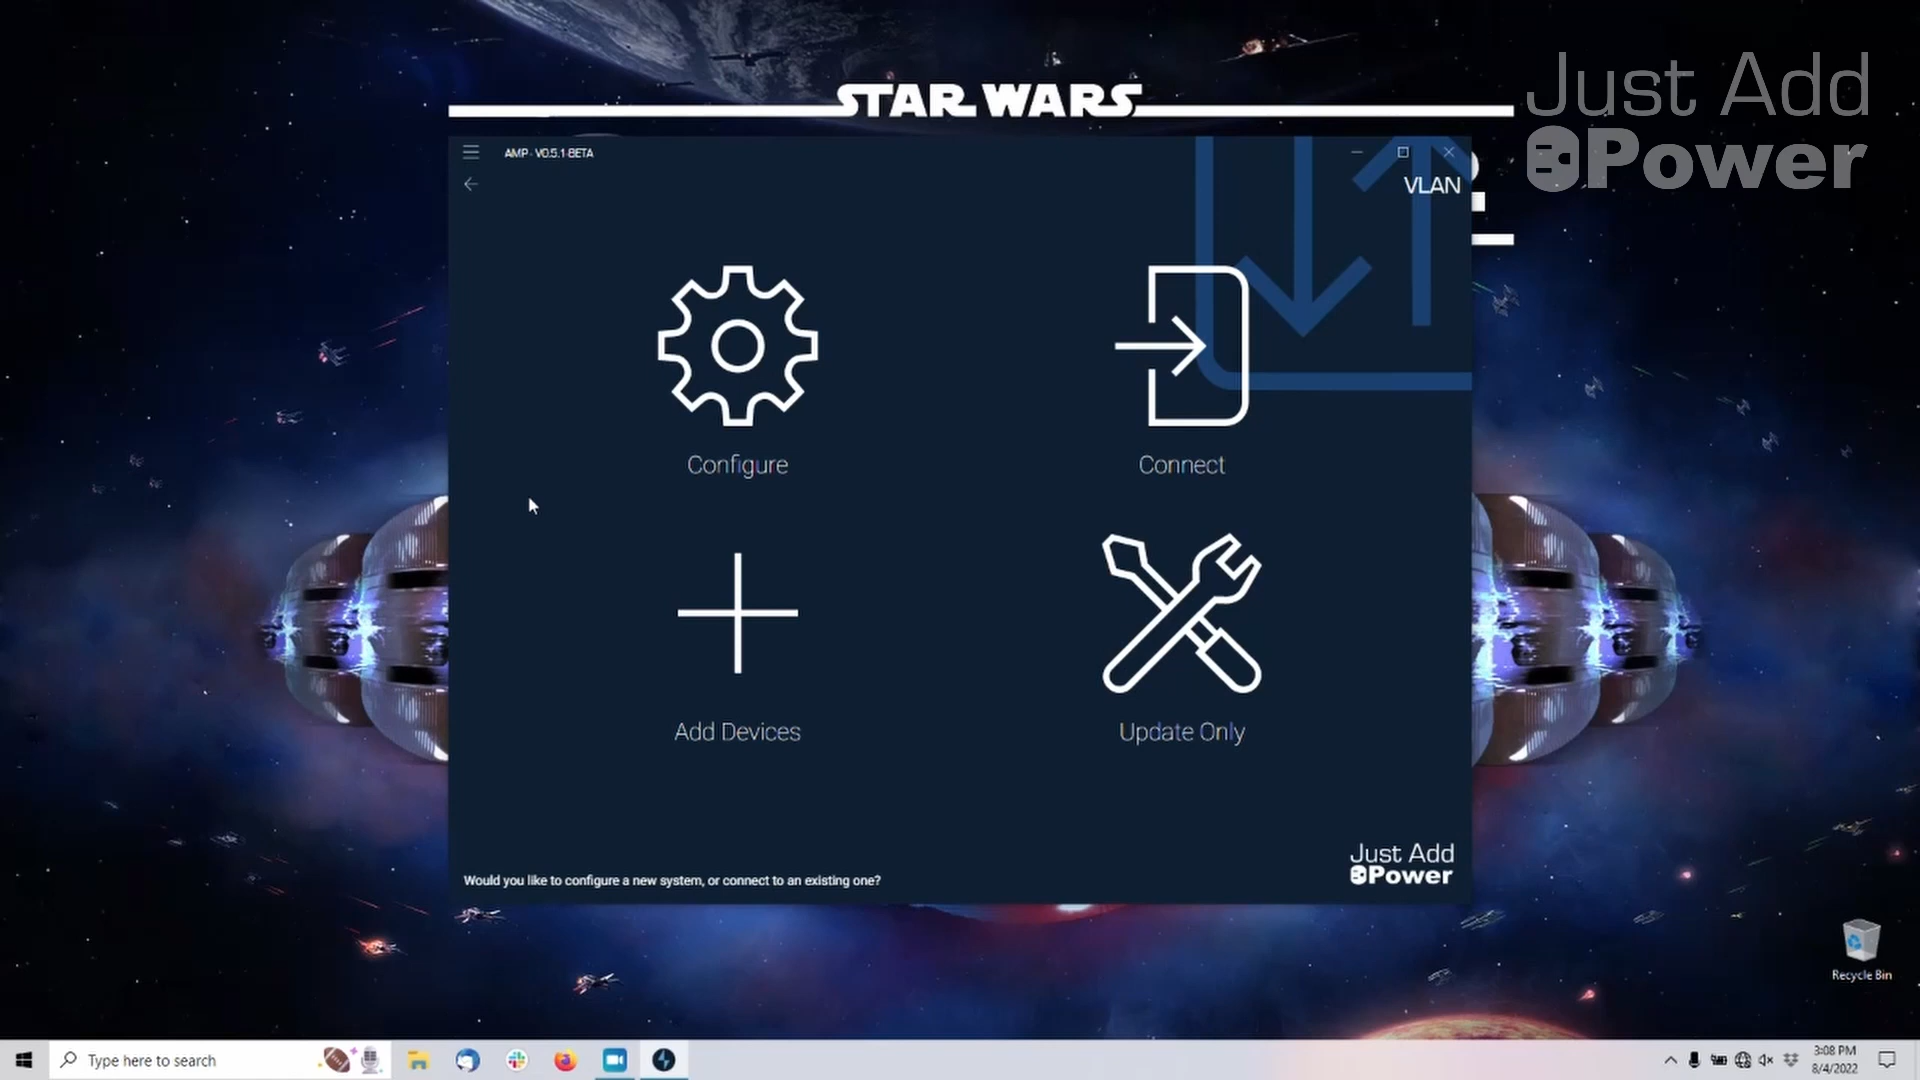 STAR WARS
Just Add
Power
AMP - V0.5.1-BETA
VLAN
Configure
Connect
Add Devices
Update Only
Would you like to configure a new system, or connect to an existing one?
Just Add
Power
Recycle Bin
Type here to search
3:08 PM
8/4/2022